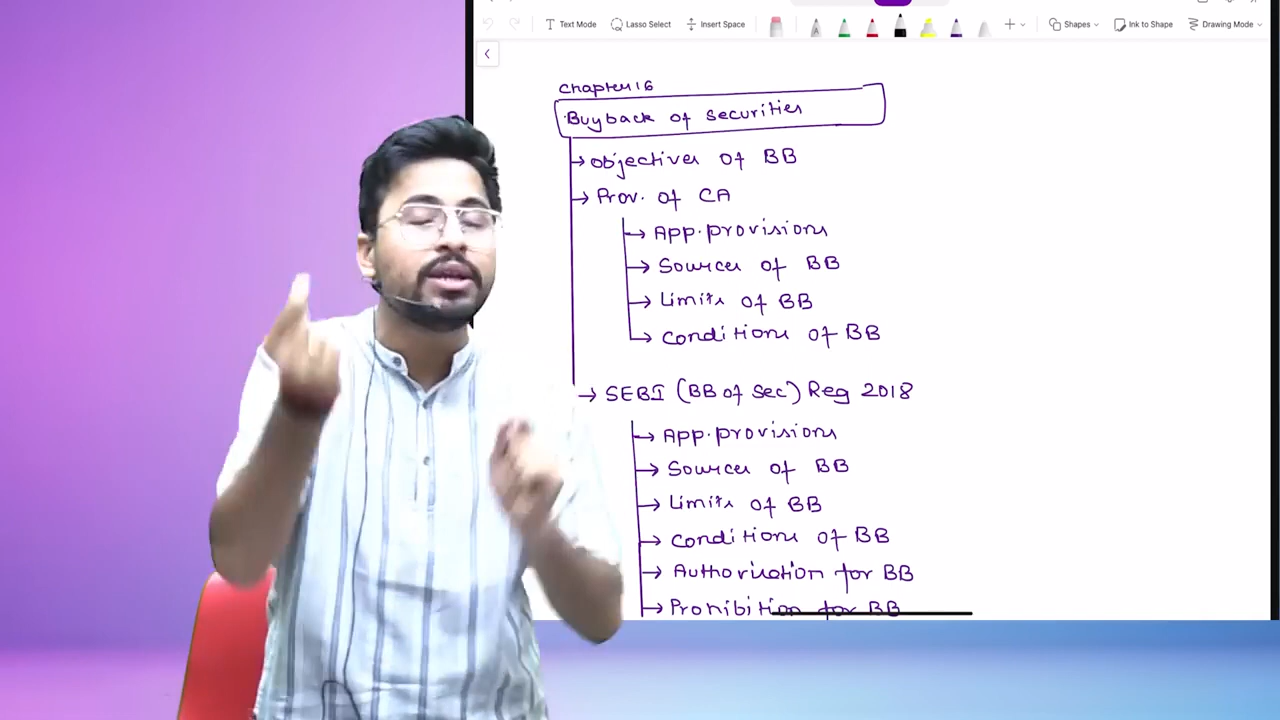 Text Mode Lasso Select Insert Space Shapes Ink to Shape Drawing Mode
Chapter 16
Buyback of securities
→ Objectives of BB
→ Prov. of CA
→ App. provisions
→ Sources of BB
→ Limits of BB
→ Conditions of BB
→ SEBI (BB of Sec) Reg 2018
→ App. provisions
→ Sources of BB
→ Limits of BB
→ Conditions of BB
→ Authorisation for BB
→ Prohibition for BB